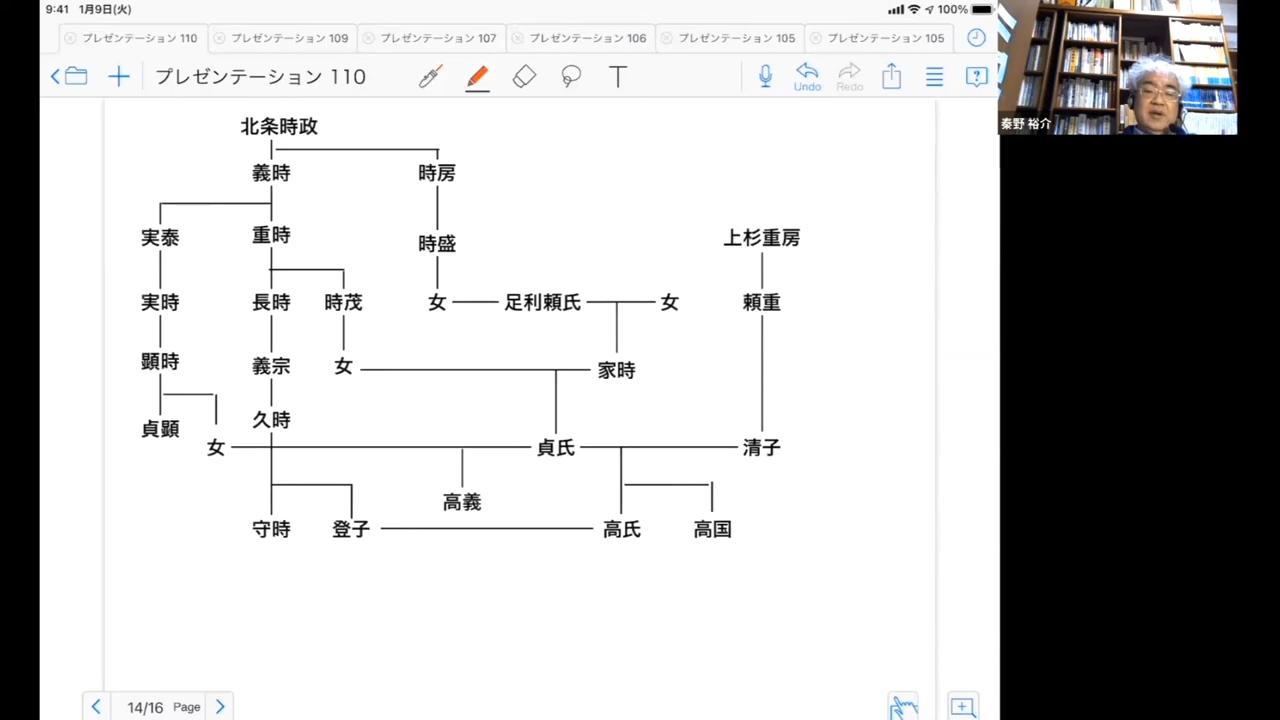 9:41 1月9日(火)
100%
プレゼンテーション 110
プレゼンテーション 109
プレゼンテーション 107
プレゼンテーション 106
プレゼンテーション 105
プレゼンテーション 105
プレゼンテーション 110
T
Undo
Redo
?
秦野 裕介
北条時政
義時 時房
実泰 重時 時盛 上杉重房
実時 長時 時茂 女 足利頼氏 女 頼重
顕時 義宗 女 家時
貞顕 久時
女 貞氏 清子
高義
守時 登子 高氏 高国
14/16 Page